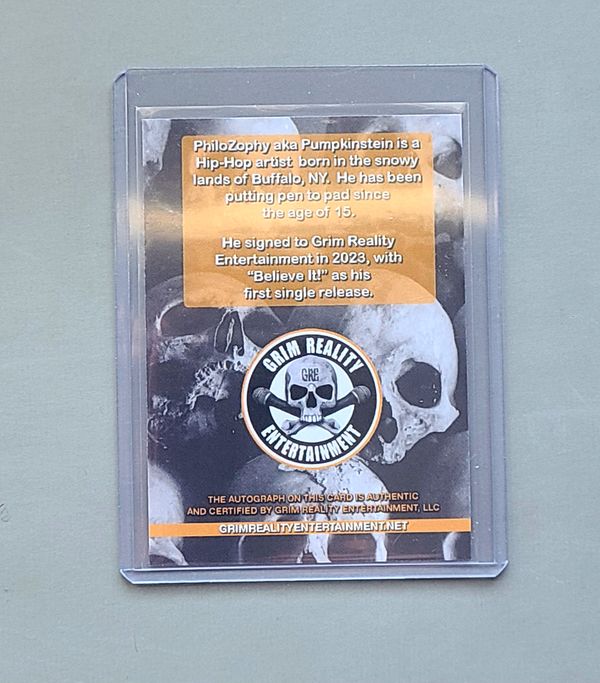 PhiloZophy aka Pumpkinstein is a
Hip-Hop artist born in the snowy
lands of Buffalo, NY. He has been
putting pen to pad since
the age of 15.
He signed to Grim Reality
Entertainment in 2023, with
"Believe It!" as his
first single release.
GRIM REALITY
GRE
ENTERTAINMENT
THE AUTOGRAPH ON THIS CARD IS AUTHENTIC
AND CERTIFIED BY GRIM REALITY ENTERTAINMENT, LLC
GRIMREALITYENTERTAINMENT.NET